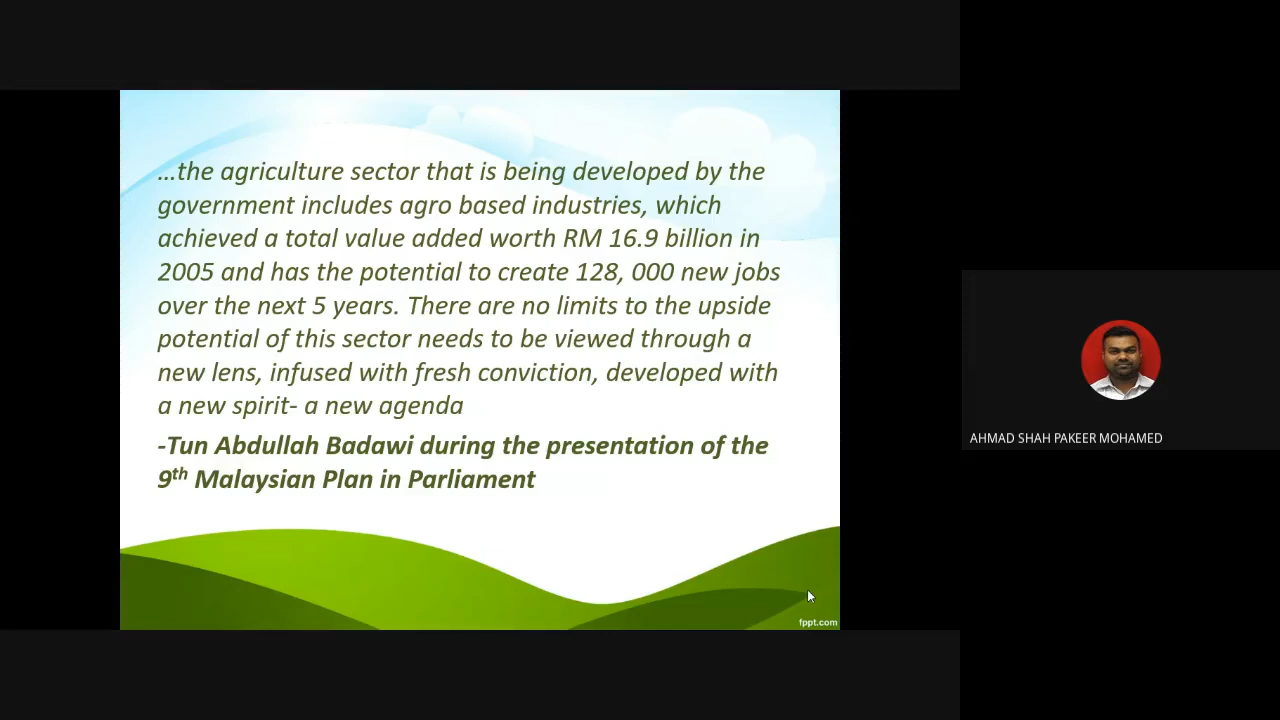 ...the agriculture sector that is being developed by the
government includes agro based industries, which
achieved a total value added worth RM 16.9 billion in
2005 and has the potential to create 128, 000 new jobs
over the next 5 years. There are no limits to the upside
potential of this sector needs to be viewed through a
new lens, infused with fresh conviction, developed with
a new spirit- a new agenda
-Tun Abdullah Badawi during the presentation of the
9th Malaysian Plan in Parliament
fppt.com
AHMAD SHAH PAKEER MOHAMED